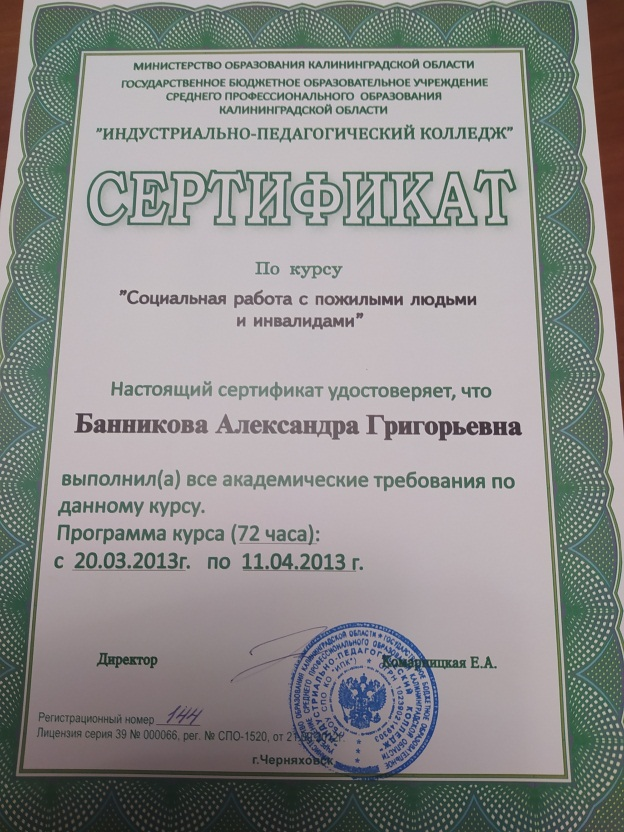 МИНИСТЕРСТВО ОБРАЗОВАНИЯ КАЛИНИНГРАДСКОЙ ОБЛАСТИ
ГОСУДАРСТВЕННОЕ БЮДЖЕТНОЕ ОБРАЗОВАТЕЛЬНОЕ УЧРЕЖДЕНИЕ
СРЕДНЕГО ПРОФЕССИОНАЛЬНОГО ОБРАЗОВАНИЯ
КАЛИНИНГРАДСКОЙ ОБЛАСТИ
"ИНДУСТРИАЛЬНО-ПЕДАГОГИЧЕСКИЙ КОЛЛЕДЖ"
СЕРТИФИКАТ
По курсу
"Социальная работа с пожилыми людьми
и инвалидами"
Настоящий сертификат удостоверяет, что
Банникова Александра Григорьевна
выполнил(а) все академические требования по
данному курсу.
Программа курса (72 часа):
с 20.03.2013г. по 11.04.2013 г.
Директор Комарницкая Е.А.
Регистрационный номер 144
Лицензия серия 39 № 000066, рег. № СПО-1520, от
г.Черняховск